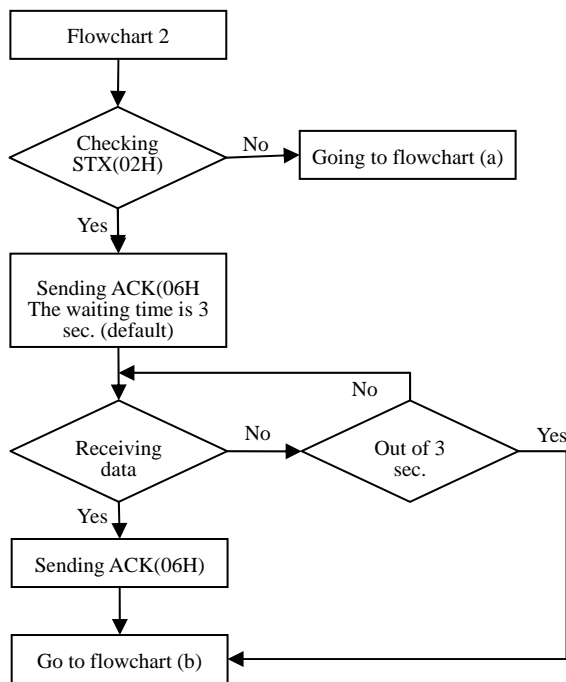 Flowchart 2
Checking
STX(02H)
No
Going to flowchart (a)
Yes
Sending ACK(06H
The waiting time is 3
sec. (default)
No
Receiving
data
No
Out of 3
sec.
Yes
Yes
Sending ACK(06H)
Go to flowchart (b)